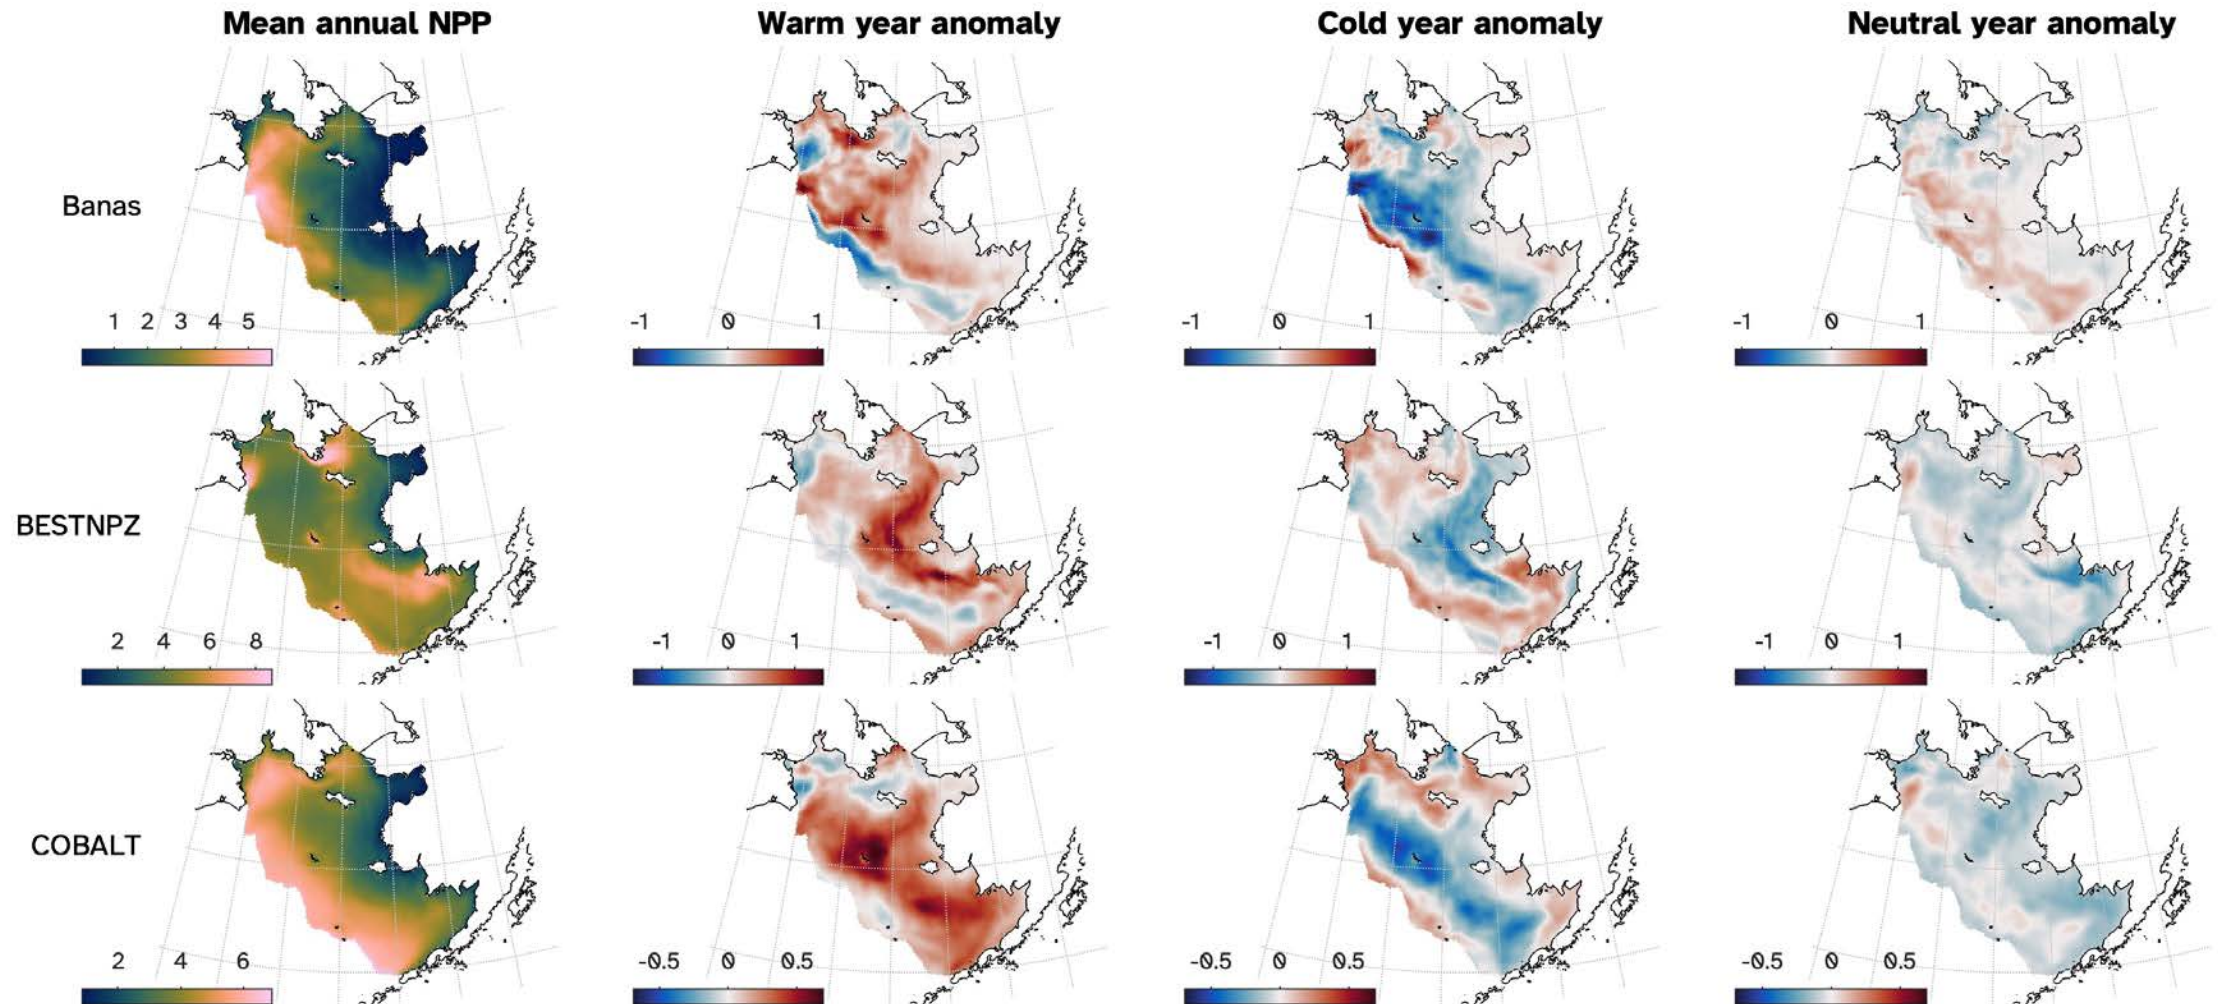 Mean annual NPP Warm year anomaly Cold year anomaly Neutral year anomaly
Banas
1 2 3 4 5
-1 0 1
-1 0 1
-1 0 1
BESTNPZ
2 4 6 8
-1 0 1
-1 0 1
-1 0 1
COBALT
2 4 6
-0.5 0 0.5
-0.5 0 0.5
-0.5 0 0.5